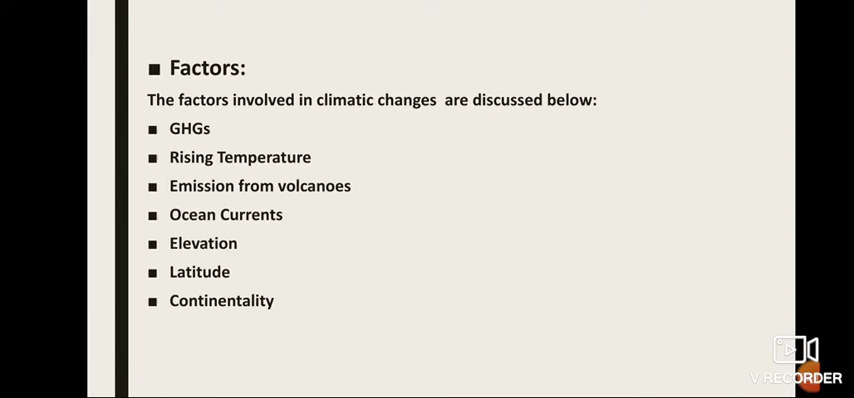 Factors:
The factors involved in climatic changes are discussed below:
GHGs
Rising Temperature
Emission from volcanoes
Ocean Currents
Elevation
Latitude
Continentality
V RECORDER